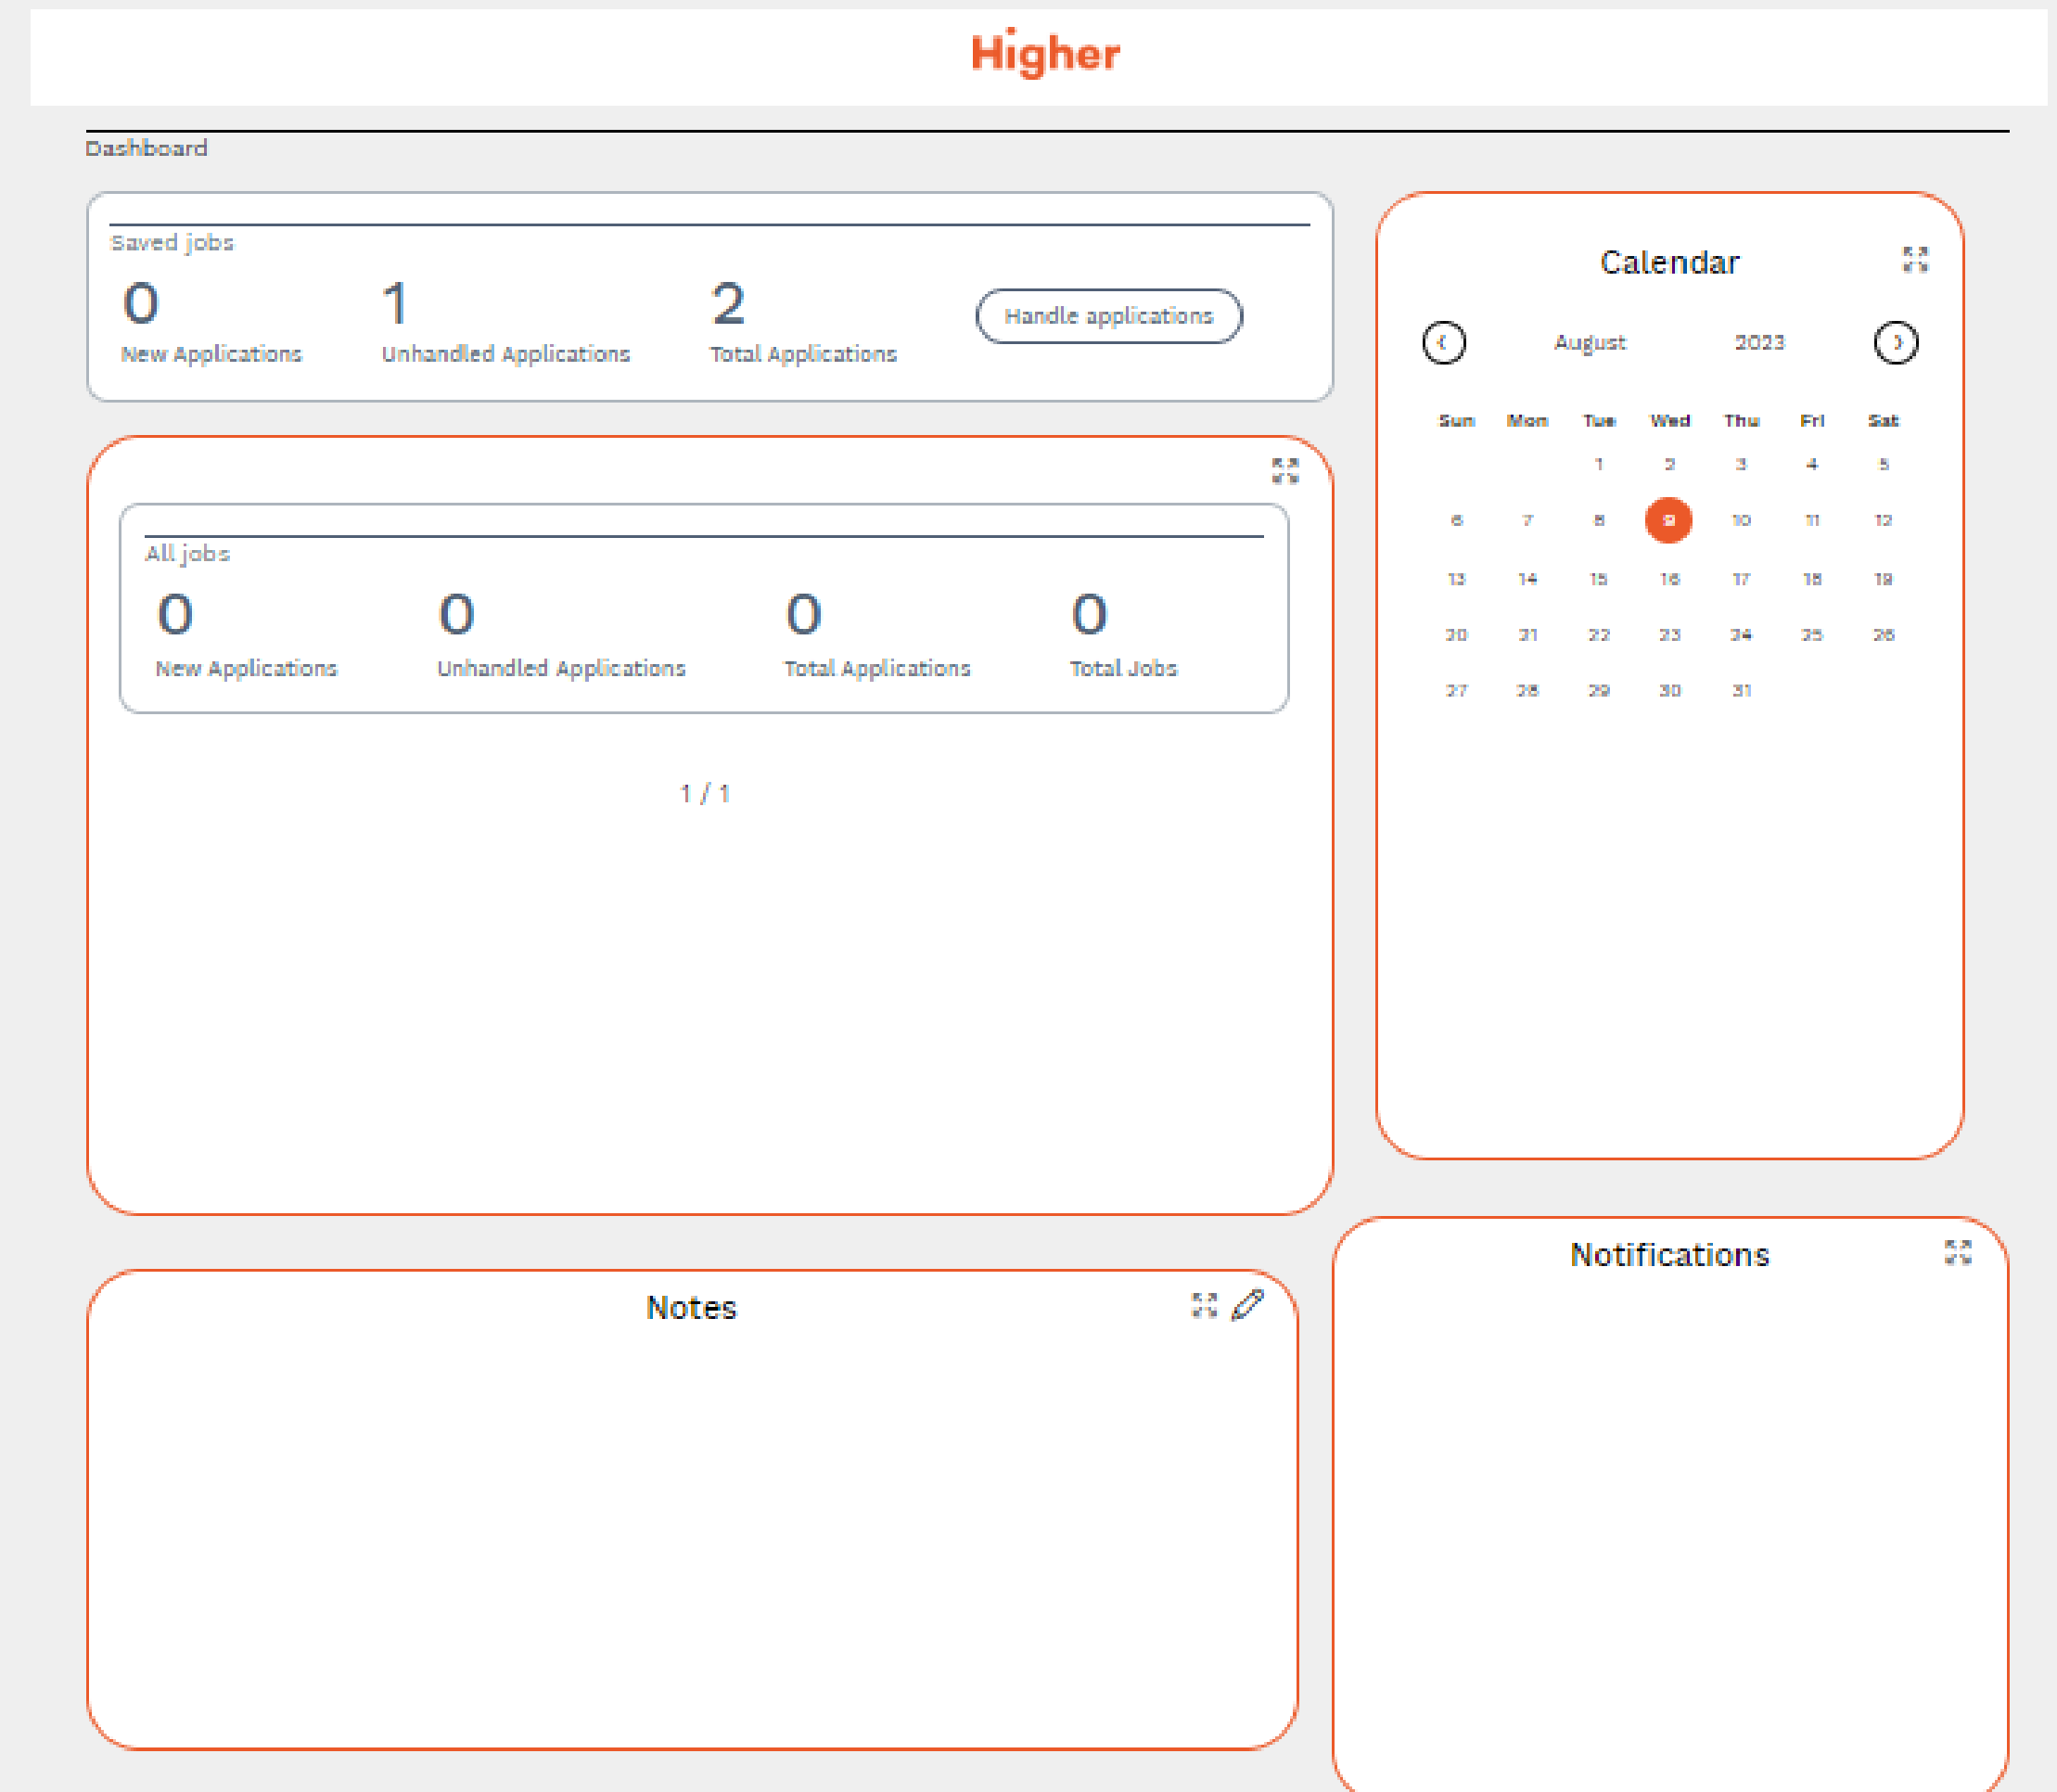 Higher
Dashboard
Saved jobs
0 1 2 Handle applications
New Applications Unhandled Applications Total Applications
All jobs
0 0 0 0
New Applications Unhandled Applications Total Applications Total Jobs
1 / 1
Calendar
August 2023
Sun Mon Tue Wed Thu Fri Sat
1 2 3 4 5
6 7 8 9 10 11 12
13 14 15 16 17 18 19
20 21 22 23 24 25 26
27 28 29 30 31
Notes
Notifications